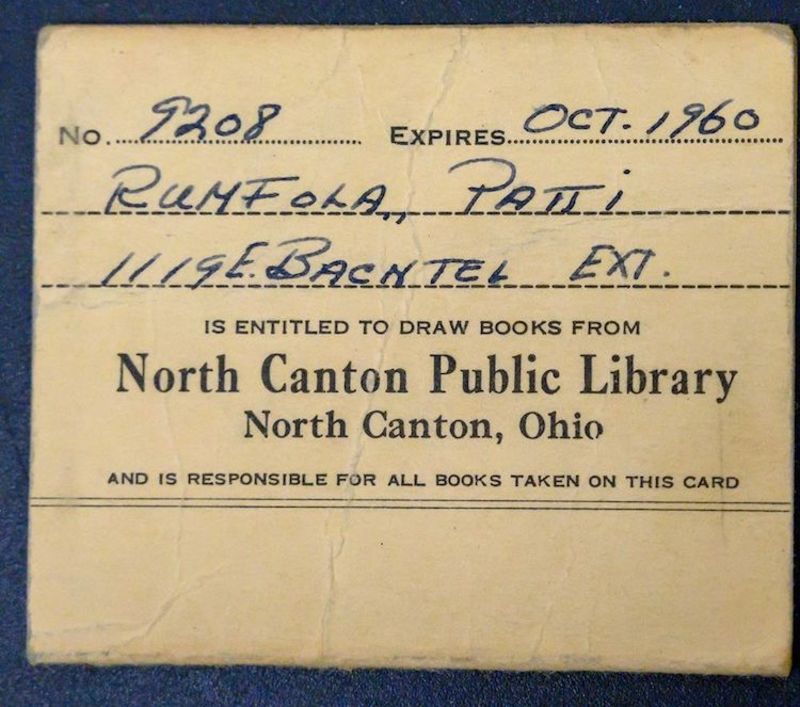 No. 9208 Expires Oct. 1960
Rumfola, Patti
1119 E. Bachtel Ext.
IS ENTITLED TO DRAW BOOKS FROM
North Canton Public Library
North Canton, Ohio
AND IS RESPONSIBLE FOR ALL BOOKS TAKEN ON THIS CARD